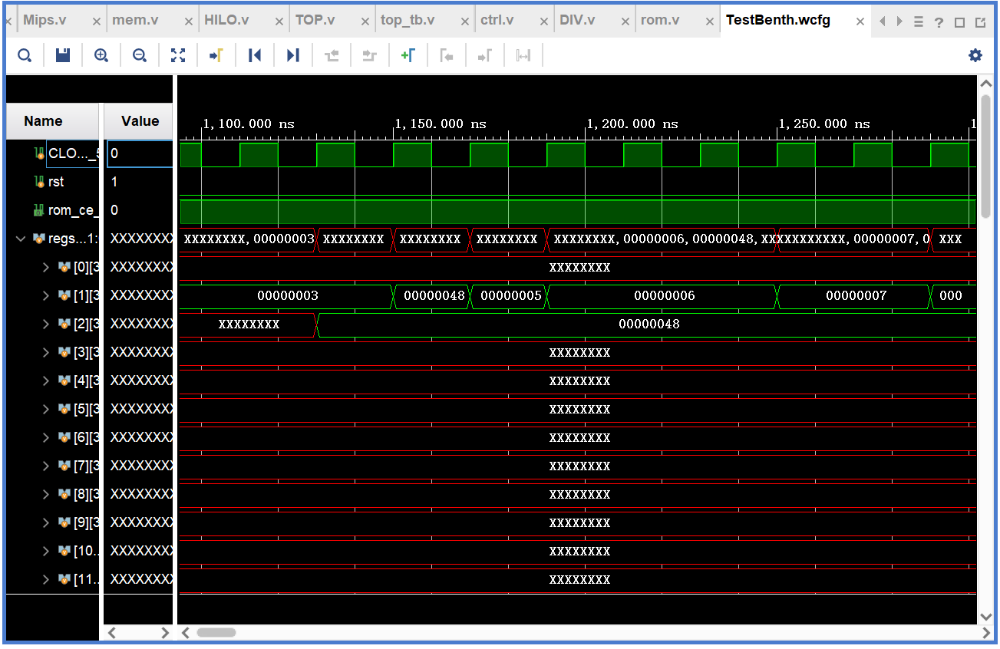 Mips.v mem.v HILO.v TOP.v top_tb.v ctrl.v DIV.v rom.v TestBenth.wcfg
Name Value
1,100.000 ns 1,150.000 ns 1,200.000 ns 1,250.000 ns 1
CLO..._5 0
rst 1
rom_ce_ 0
regs...1: XXXXXXXX XXXXXXXX,00000003 XXXXXXXX XXXXXXXX XXXXXXXX XXXXXXXX,00000006,00000048,XX XXXXXXXX,00000007,0 XXX
[0][3 XXXXXXXX XXXXXXXX
[1][3 XXXXXXXX 00000003 00000048 00000005 00000006 00000007 000
[2][3 XXXXXXXX XXXXXXXX 00000048
[3][3 XXXXXXXX XXXXXXXX
[4][3 XXXXXXXX XXXXXXXX
[5][3 XXXXXXXX XXXXXXXX
[6][3 XXXXXXXX XXXXXXXX
[7][3 XXXXXXXX XXXXXXXX
[8][3 XXXXXXXX XXXXXXXX
[9][3 XXXXXXXX XXXXXXXX
[10... XXXXXXXX XXXXXXXX
[11... XXXXXXXX XXXXXXXX